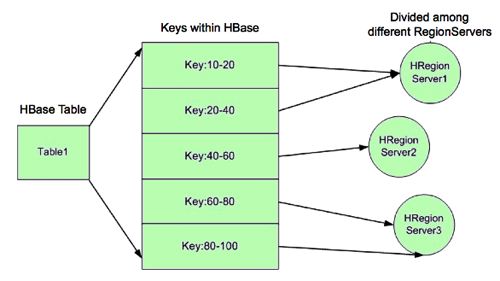 Divided among
different RegionServers
Keys within HBase
Key:10-20
HRegion
Server1
Key:20-40
HBase Table
Table1
Key:40-60
HRegion
Server2
Key:60-80
HRegion
Server3
Key:80-100